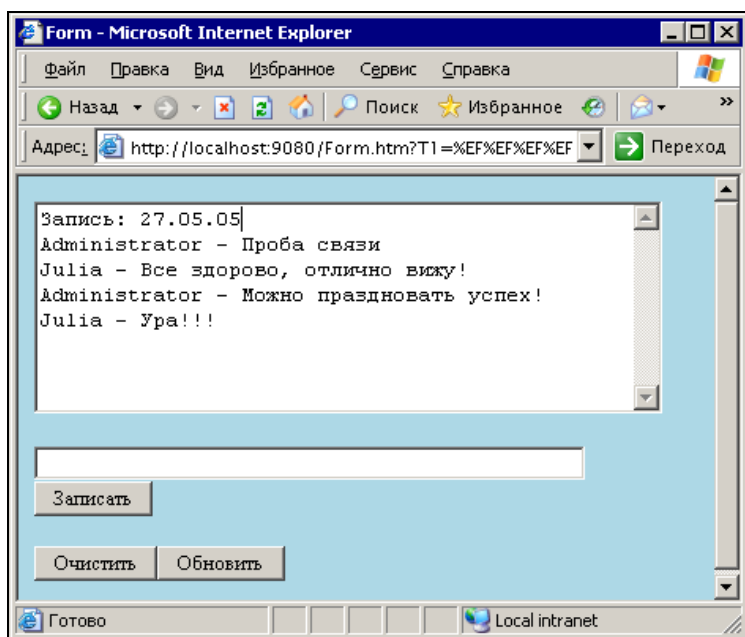 Form - Microsoft Internet Explorer
Файл Правка Вид Избранное Сервис Справка
Назад Поиск Избранное »
Адрес: http://localhost:9080/Form.htm?T1=%EF%EF%EF%EF Переход
Запись: 27.05.05
Administrator - Проба связи
Julia - Все здорово, отлично вижу!
Administrator - Можно праздновать успех!
Julia - Ура!!!
Записать
Очистить Обновить
Готово Local intranet